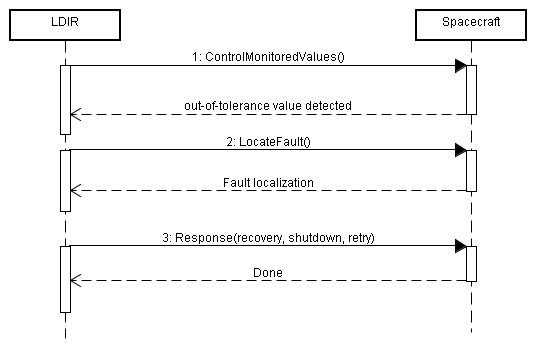 LDIR
Spacecraft
1: ControlMonitoredValues()
out-of-tolerance value detected
2: LocateFault()
Fault localization
3: Response(recovery, shutdown, retry)
Done